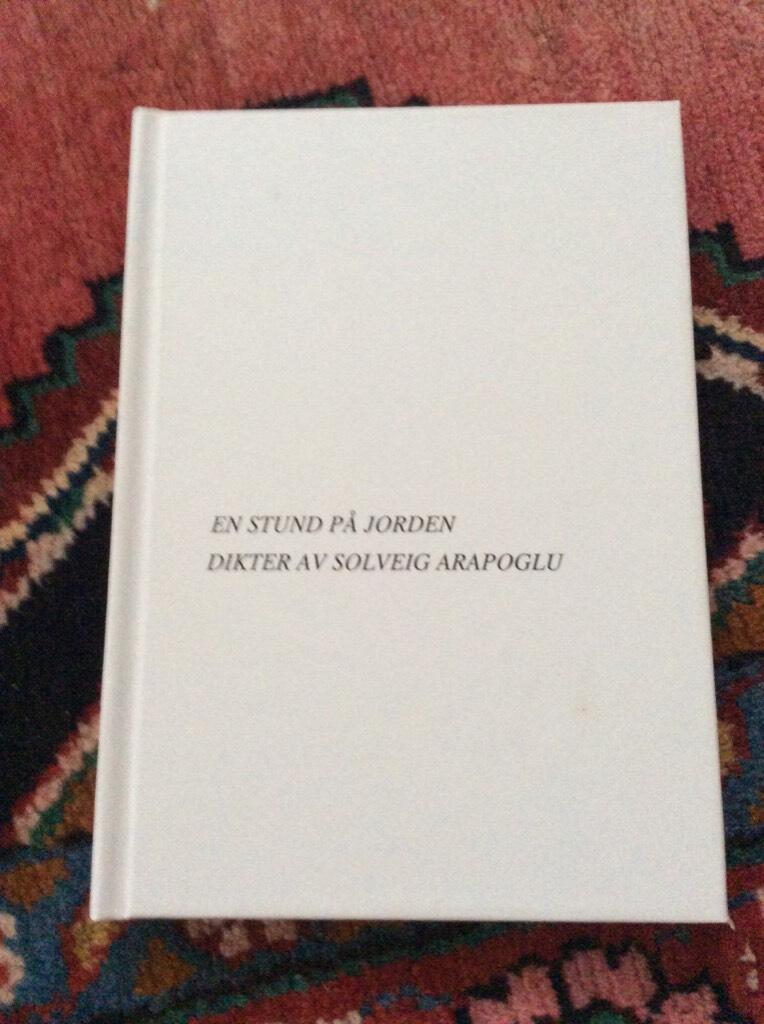 EN STUND PÅ JORDEN
DIKTER AV SOLVEIG ARAPOGLU